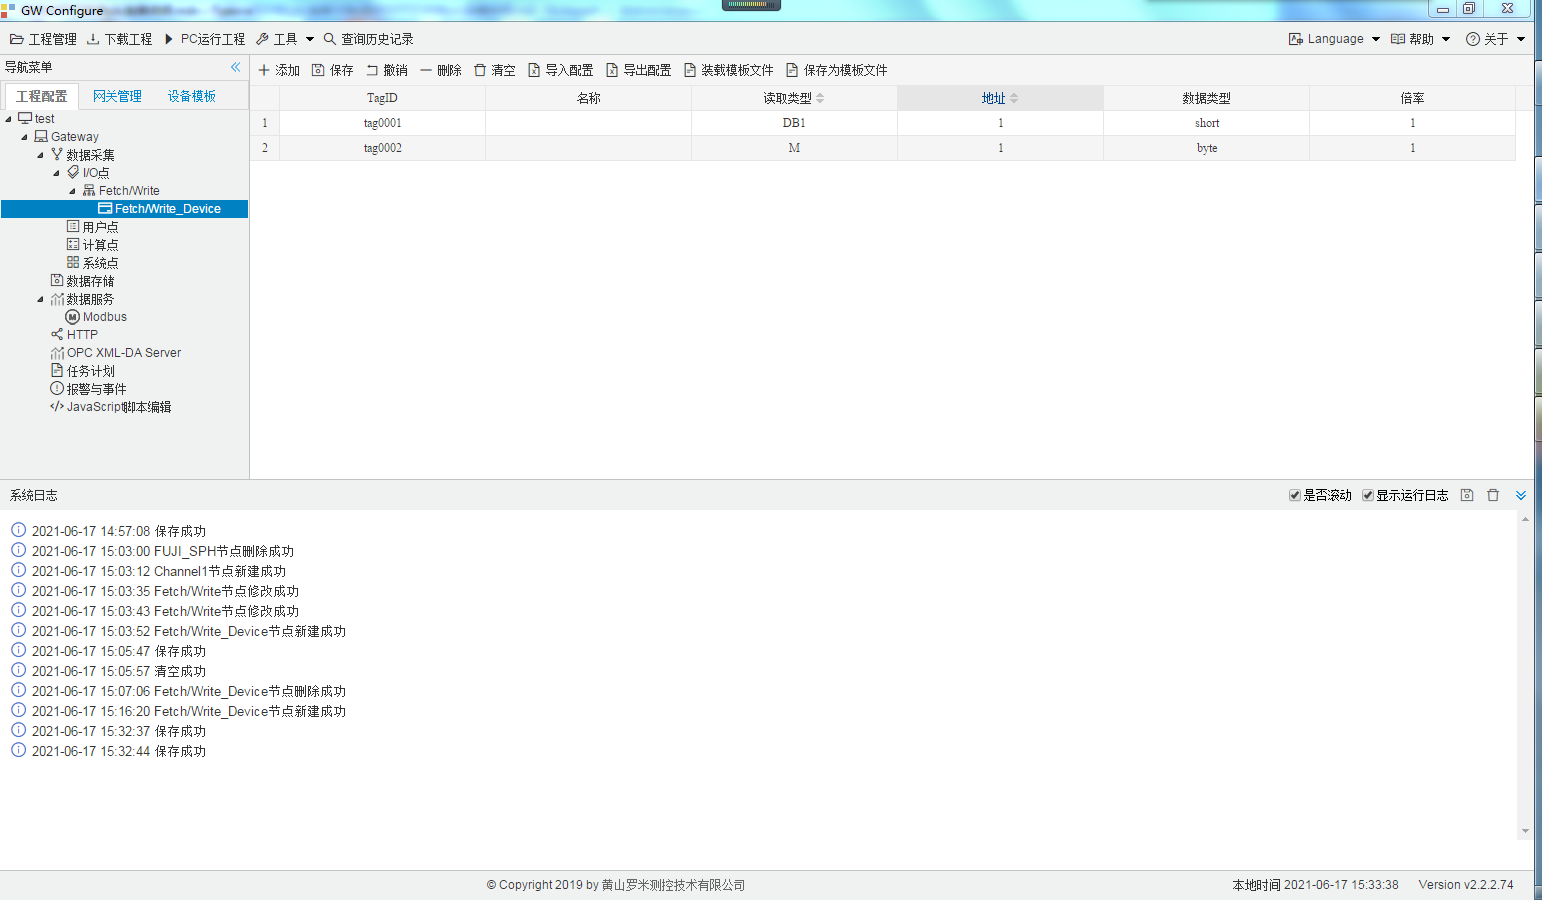 GW Configure
工程管理 下载工程 PC运行工程 工具 查询历史记录 Language 帮助 关于
导航菜单
添加 保存 撤销 删除 清空 导入配置 导出配置 装载模板文件 保存为模板文件
工程配置 网关管理 设备模板
TagID 名称 读取类型 地址 数据类型 倍率
1 tag0001 DB1 1 short 1
2 tag0002 M 1 byte 1
test
Gateway
数据采集
I/O点
Fetch/Write
Fetch/Write_Device
用户点
计算点
系统点
数据存储
数据服务
Modbus
HTTP
OPC XML-DA Server
任务计划
报警与事件
JavaScript脚本编辑
系统日志 是否滚动 显示运行日志
2021-06-17 14:57:08 保存成功
2021-06-17 15:03:00 FUJI_SPH节点删除成功
2021-06-17 15:03:12 Channel1节点新建成功
2021-06-17 15:03:35 Fetch/Write节点修改成功
2021-06-17 15:03:43 Fetch/Write节点修改成功
2021-06-17 15:03:52 Fetch/Write_Device节点新建成功
2021-06-17 15:05:47 保存成功
2021-06-17 15:05:57 清空成功
2021-06-17 15:07:06 Fetch/Write_Device节点删除成功
2021-06-17 15:16:20 Fetch/Write_Device节点新建成功
2021-06-17 15:32:37 保存成功
2021-06-17 15:32:44 保存成功
© Copyright 2019 by 黄山罗米测控技术有限公司 本地时间 2021-06-17 15:33:38 Version v2.2.2.74